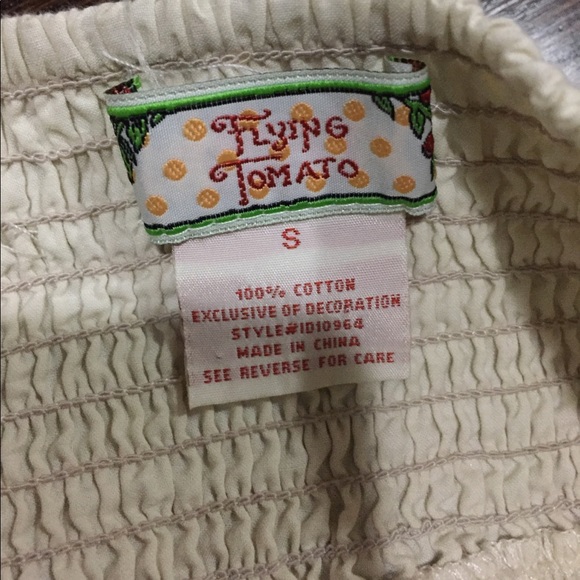 Flying
Tomato
S
100% COTTON
EXCLUSIVE OF DECORATION
STYLE#ID10964
MADE IN CHINA
SEE REVERSE FOR CARE